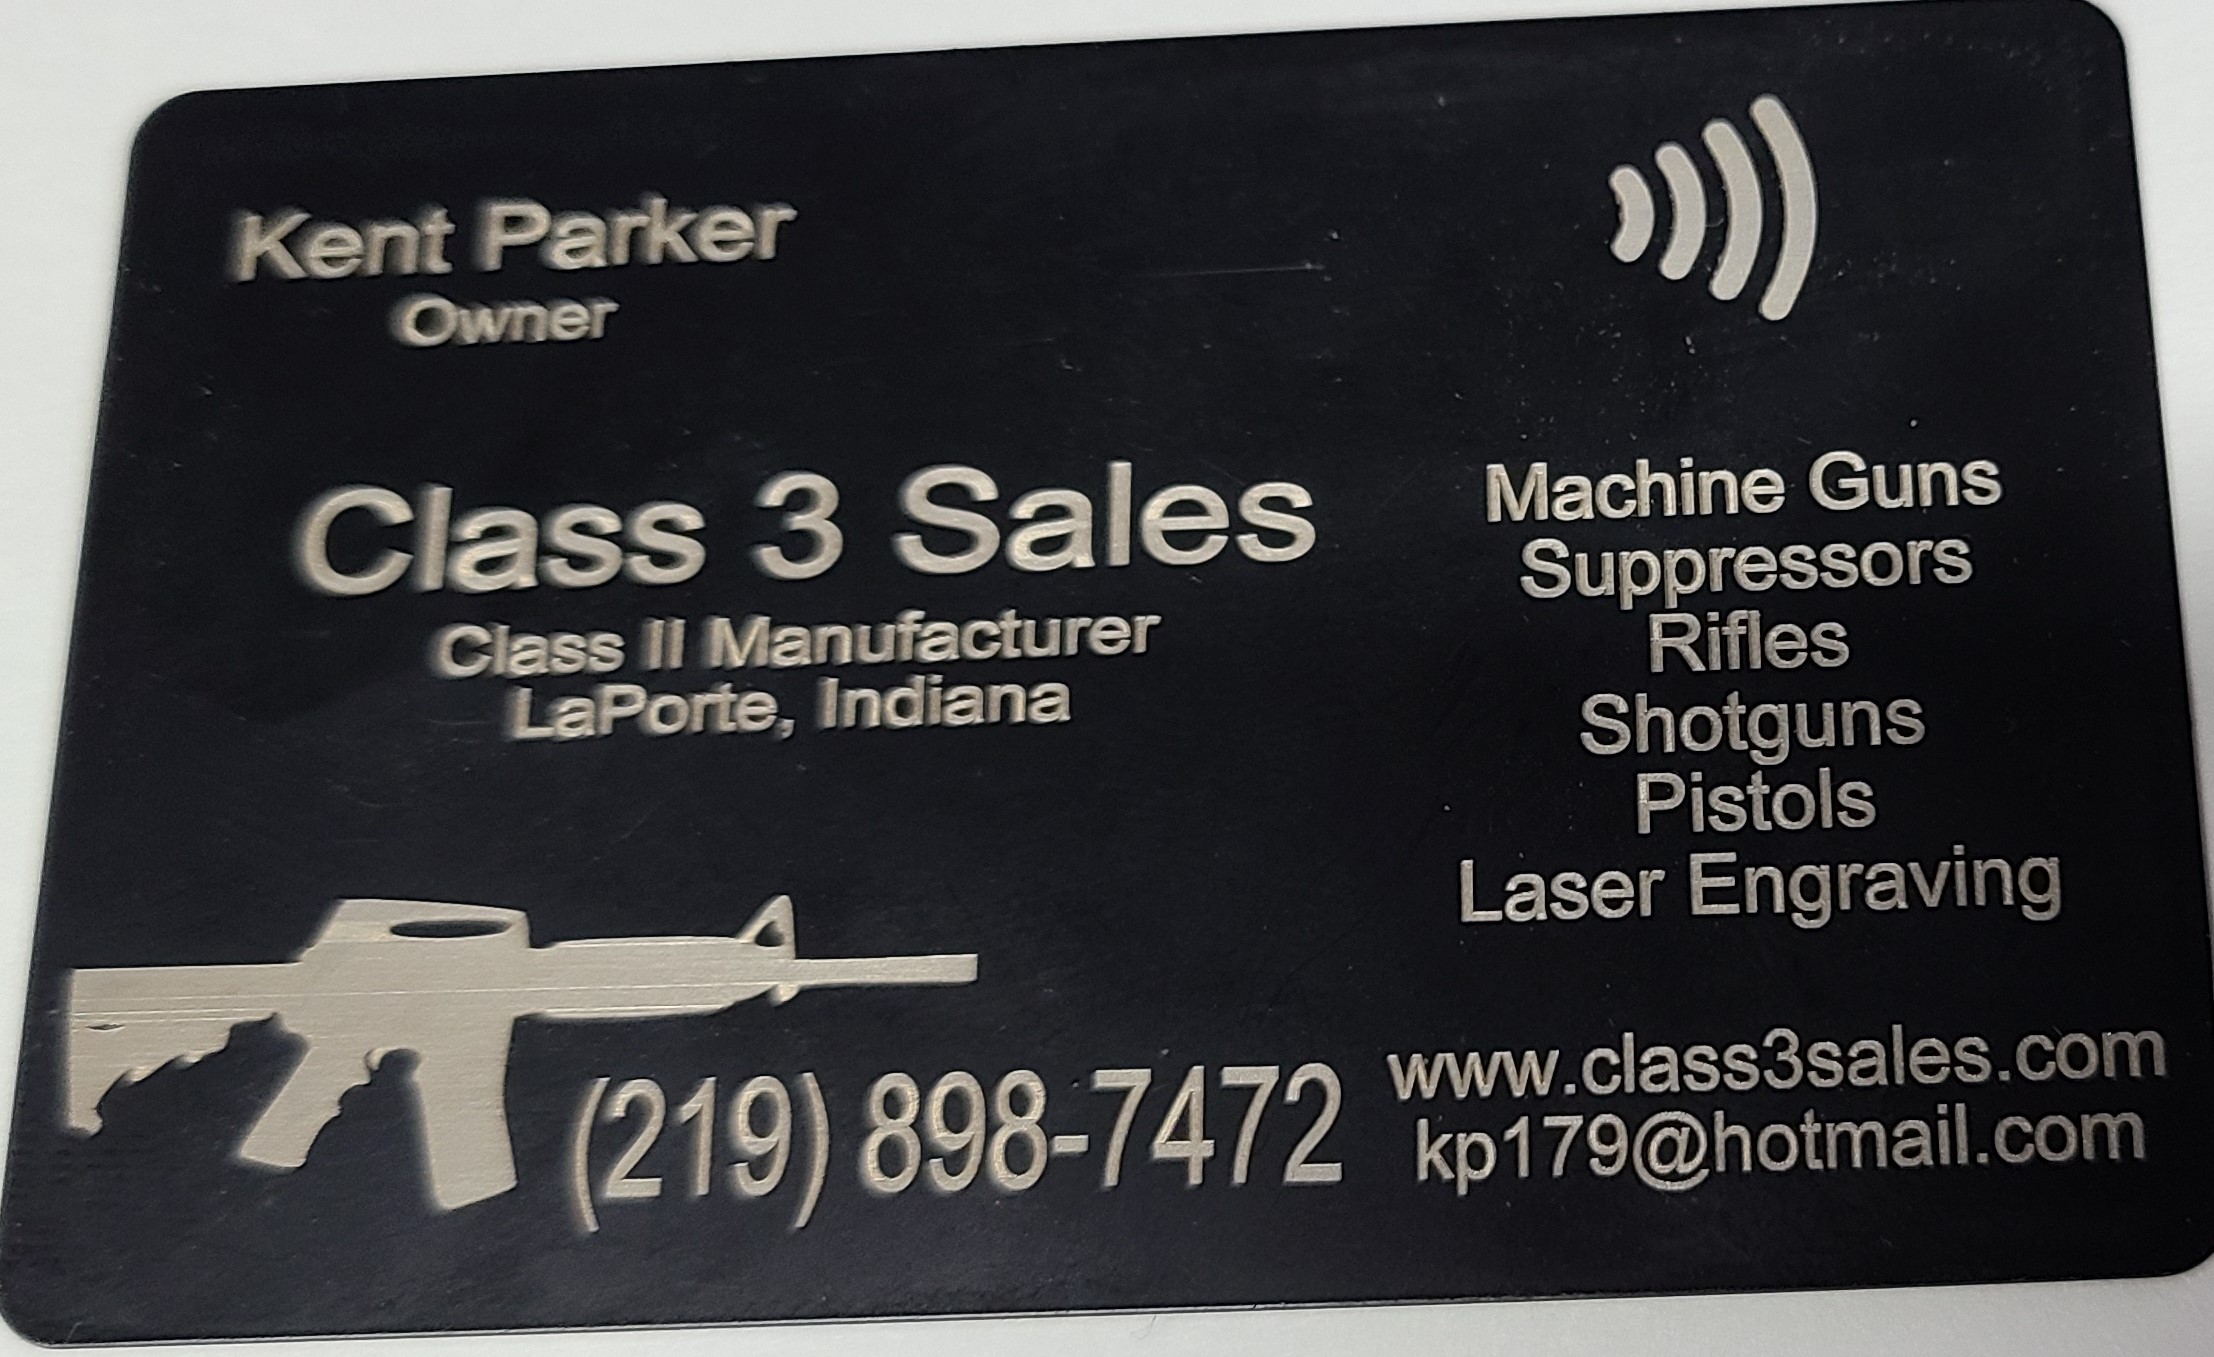 Kent Parker
Owner
Class 3 Sales
Class II Manufacturer
LaPorte, Indiana
Machine Guns
Suppressors
Rifles
Shotguns
Pistols
Laser Engraving
(219) 898-7472
www.class3sales.com
kp179@hotmail.com